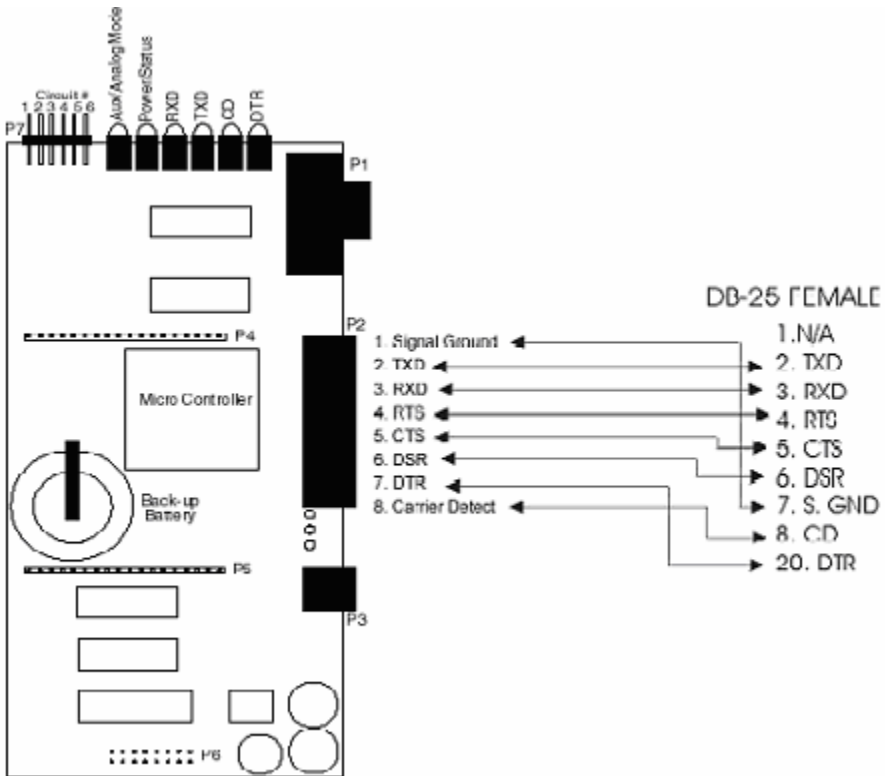 Aux/Analog Mode
Power Status
RXD
TXD
CD
DTR
Circuit #
1 2 3 4 5 6
P7
P1
DB-25 FEMALE
P2
1. Signal Ground
2. TXD
3. RXD
4. RTS
5. CTS
6. DSR
7. DTR
8. Carrier Detect
1. N/A
2. TXD
3. RXD
4. RTS
5. CTS
6. DSR
7. S. GND
8. CD
20. DTR
P4
Micro Controller
Back-up
Battery
P5
P3
P6